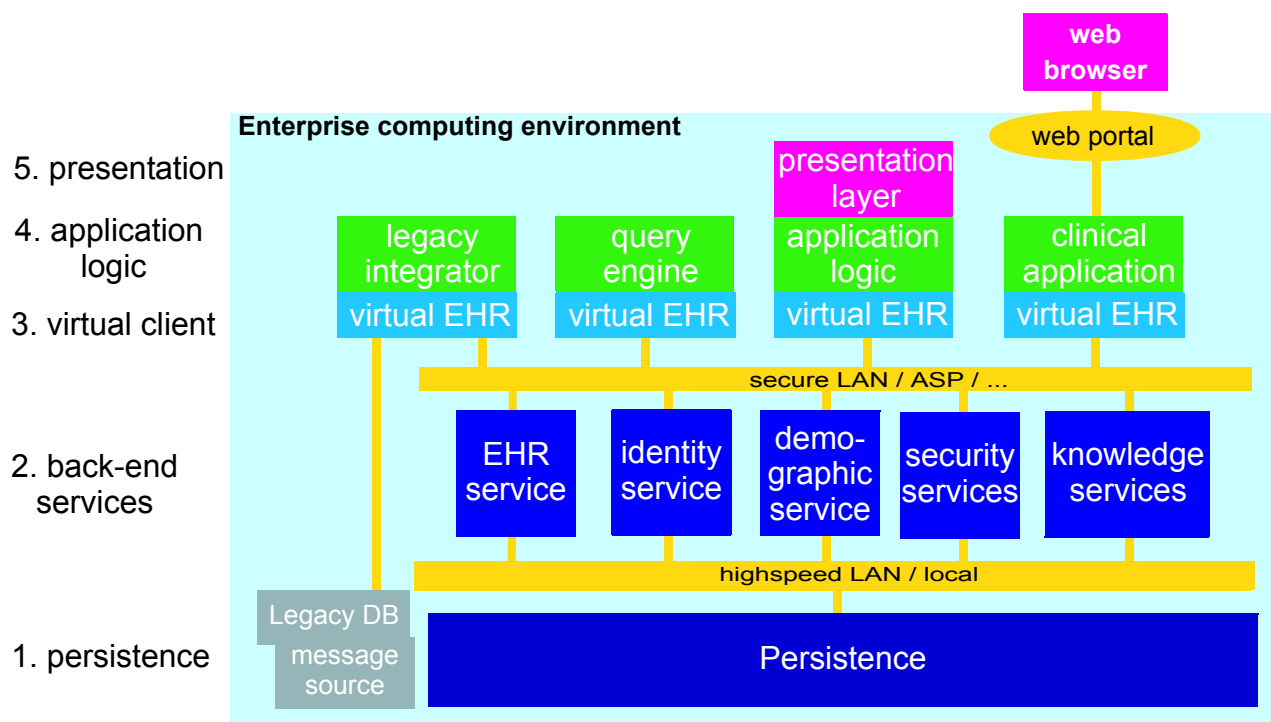 web
browser
Enterprise computing environment
web portal
5. presentation
presentation
layer
4. application
logic
legacy
integrator
query
engine
application
logic
clinical
application
3. virtual client
virtual EHR
virtual EHR
virtual EHR
virtual EHR
secure LAN / ASP / ...
2. back-end
services
EHR
service
identity
service
demo-
graphic
service
security
services
knowledge
services
highspeed LAN / local
Legacy DB
1. persistence
message
source
Persistence